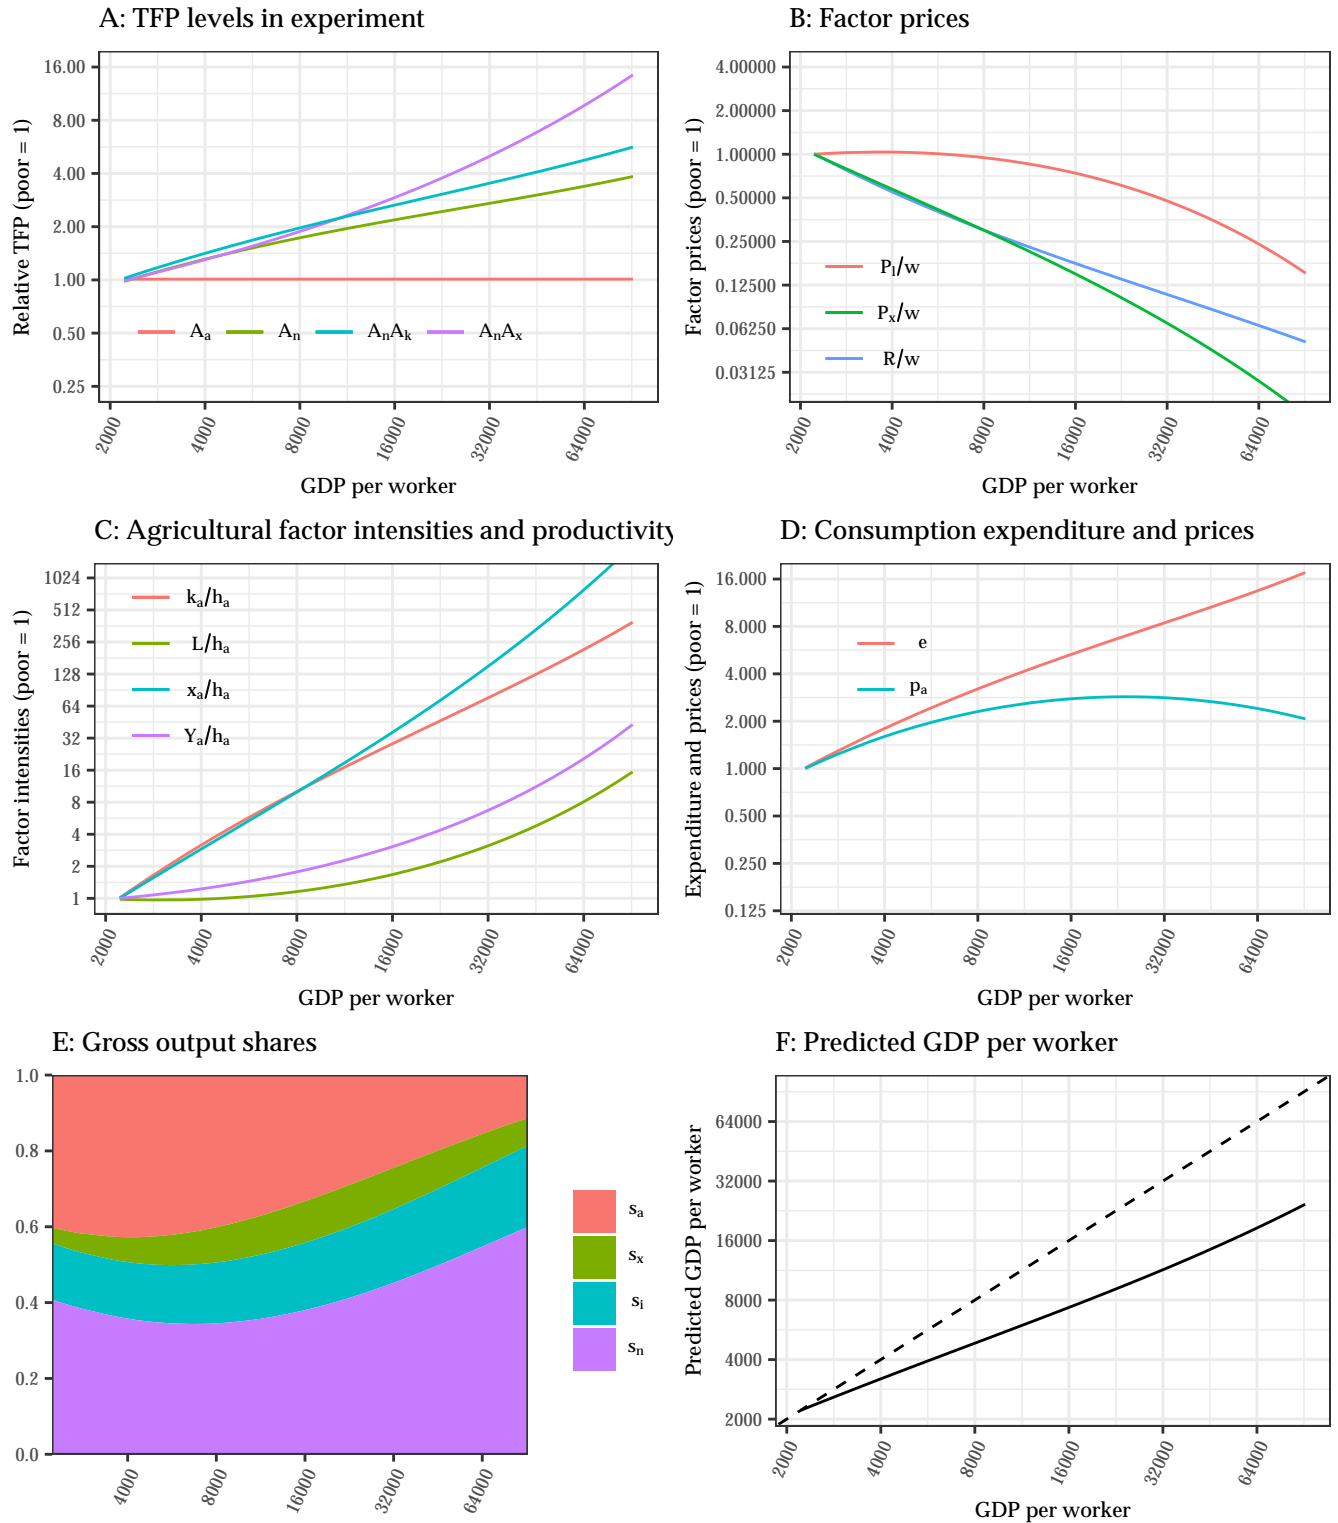 A: TFP levels in experiment
Relative TFP (poor = 1)
16.00
8.00
4.00
2.00
1.00
0.50
0.25
Aa An AnAk AnAx
2000 4000 8000 16000 32000 64000
GDP per worker
B: Factor prices
Factor prices (poor = 1)
4.00000
2.00000
1.00000
0.50000
0.25000
0.12500
0.06250
0.03125
Pl/w
Px/w
R/w
2000 4000 8000 16000 32000 64000
GDP per worker
C: Agricultural factor intensities and productivity
Factor intensities (poor = 1)
1024
512
256
128
64
32
16
8
4
2
1
ka/ha
L/ha
xa/ha
Ya/ha
2000 4000 8000 16000 32000 64000
GDP per worker
D: Consumption expenditure and prices
Expenditure and prices (poor = 1)
16.000
8.000
4.000
2.000
1.000
0.500
0.250
0.125
e
pa
2000 4000 8000 16000 32000 64000
GDP per worker
E: Gross output shares
1.0
0.8
0.6
0.4
0.2
0.0
4000 8000 16000 32000 64000
sa
sx
si
sn
F: Predicted GDP per worker
Predicted GDP per worker
64000
32000
16000
8000
4000
2000
2000 4000 8000 16000 32000 64000
GDP per worker